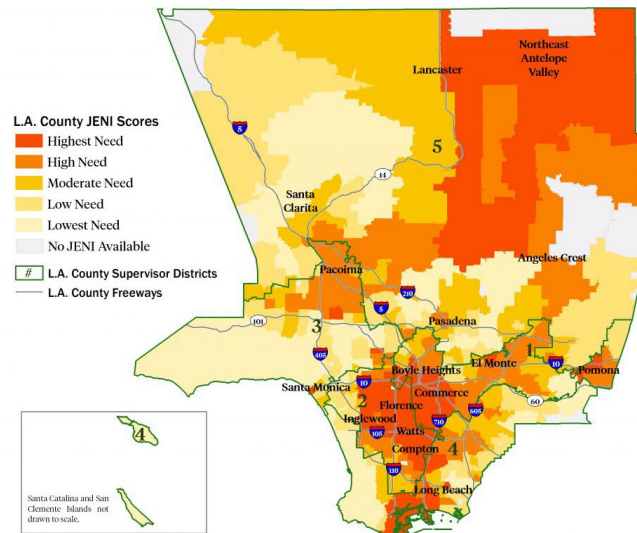 Northeast
Antelope
Valley
Lancaster
L.A. County JENI Scores
Highest Need
High Need
Moderate Need
Low Need
Lowest Need
No JENI Available
# L.A. County Supervisor Districts
L.A. County Freeways
5
5
14
Santa
Clarita
Angeles Crest
Pacoima
210
5
Pasadena
101
3
405
1
El Monte
10
Pomona
Boyle Heights
10
Santa Monica
Commerce
60
2
Florence
605
Inglewood
710
105
Watts
Compton
4
110
Long Beach
4
Santa Catalina and San
Clemente Islands not
drawn to scale.